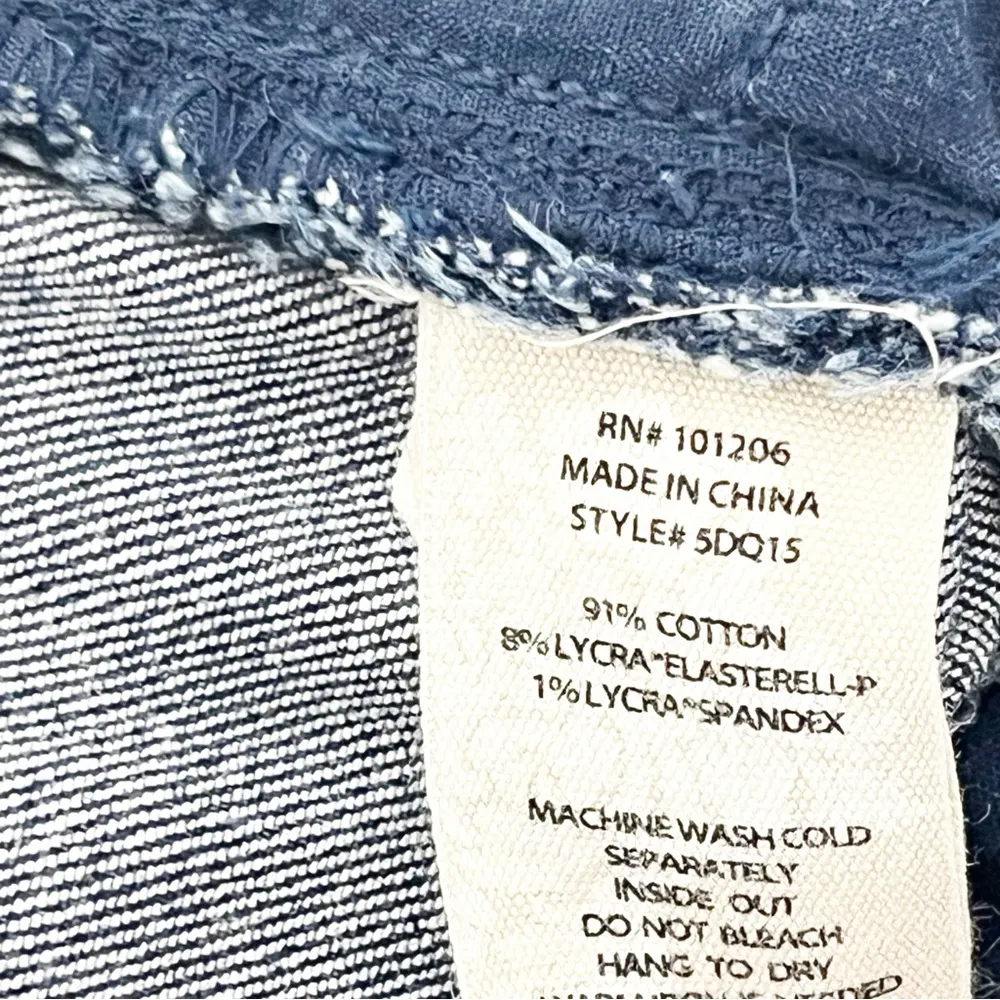 RN# 101206
MADE IN CHINA
STYLE# 5DQ15
91% COTTON
8% LYCRA®ELASTERELL-P
1% LYCRA®SPANDEX
MACHINE WASH COLD
SEPARATELY
INSIDE OUT
DO NOT BLEACH
HANG TO DRY
NEEDED